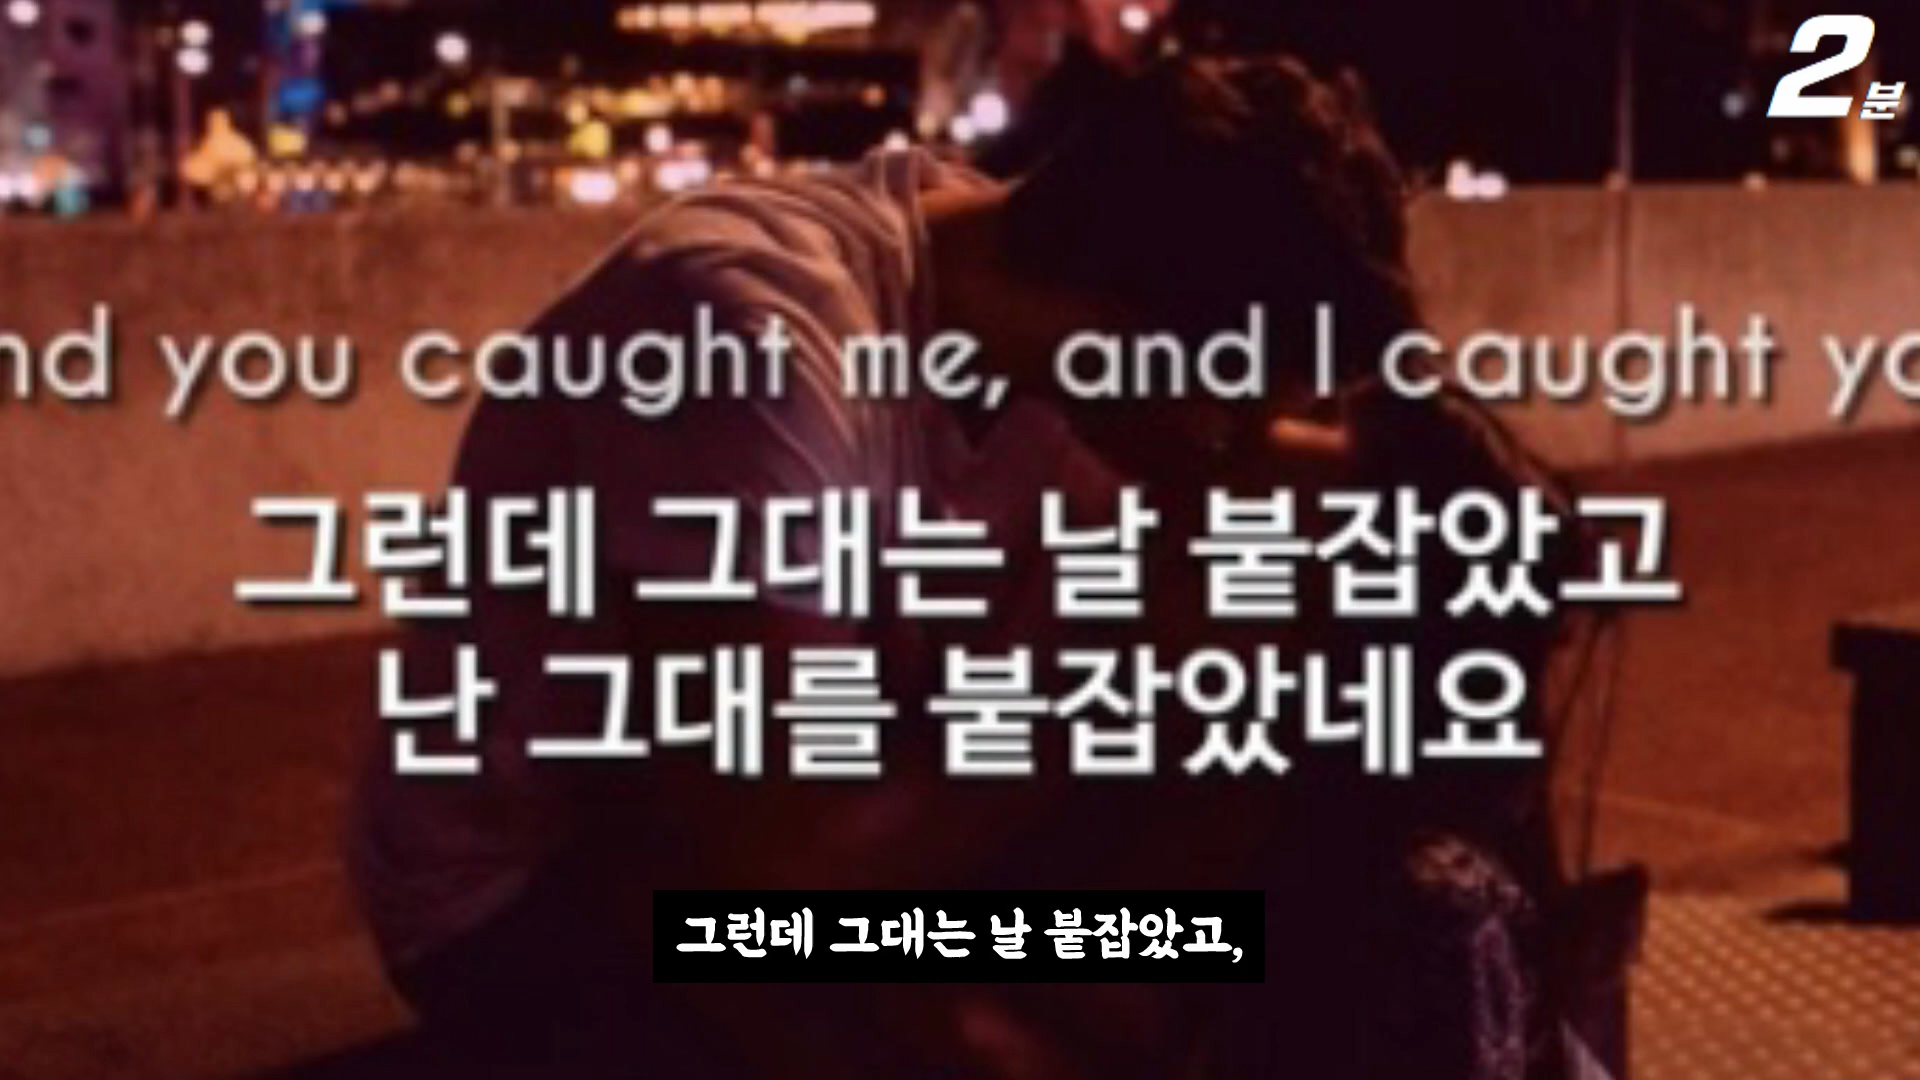 2분
nd you caught me, and I caught yo
그런데 그대는 날 붙잡았고
난 그대를 붙잡았네요
그런데 그대는 날 붙잡았고,